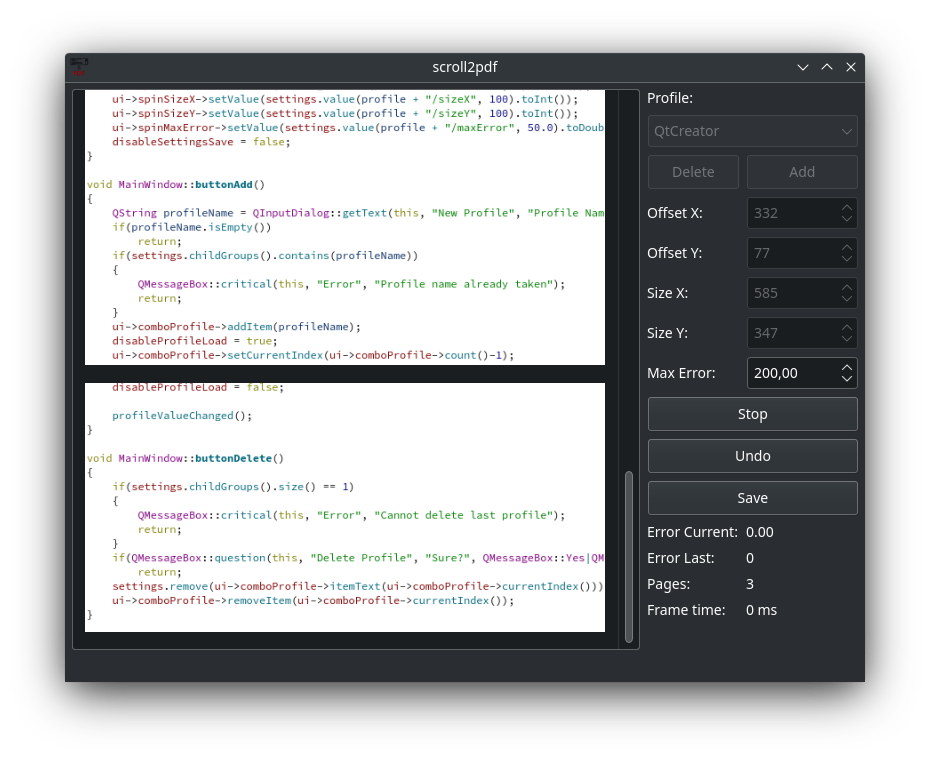 scroll2pdf
ui->spinSizeX->setValue(settings.value(profile + "/sizeX", 100).toInt());
ui->spinSizeY->setValue(settings.value(profile + "/sizeY", 100).toInt());
ui->spinMaxError->setValue(settings.value(profile + "/maxError", 50.0).toDoub
disableSettingsSave = false;
}
void MainWindow::buttonAdd()
{
QString profileName = QInputDialog::getText(this, "New Profile", "Profile Nam
if(profileName.isEmpty())
return;
if(settings.childGroups().contains(profileName))
{
QMessageBox::critical(this, "Error", "Profile name already taken");
return;
}
ui->comboProfile->addItem(profileName);
disableProfileLoad = true;
ui->comboProfile->setCurrentIndex(ui->comboProfile->count()-1);
disableProfileLoad = false;
profileValueChanged();
}
void MainWindow::buttonDelete()
{
if(settings.childGroups().size() == 1)
{
QMessageBox::critical(this, "Error", "Cannot delete last profile");
return;
}
if(QMessageBox::question(this, "Delete Profile", "Sure?", QMessageBox::Yes|QM
return;
settings.remove(ui->comboProfile->itemText(ui->comboProfile->currentIndex()))
ui->comboProfile->removeItem(ui->comboProfile->currentIndex());
}
Profile:
QtCreator
Delete Add
Offset X: 332
Offset Y: 77
Size X: 585
Size Y: 347
Max Error: 200,00
Stop
Undo
Save
Error Current: 0.00
Error Last: 0
Pages: 3
Frame time: 0 ms